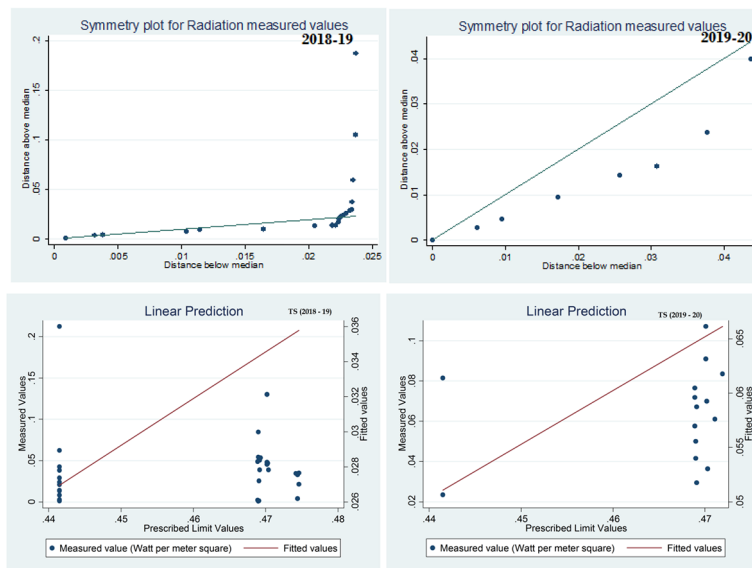 Symmetry plot for Radiation measured values
2018-19
Distance above median
.2
.15
.1
.05
0
0 .005 .01 .015 .02 .025
Distance below median
Symmetry plot for Radiation measured values
2019-20
Distance above median
.04
.03
.02
.01
0
0 .01 .02 .03 .04
Distance below median
Linear Prediction
TS (2018 - 19)
Measured Values
.2
.15
.1
.05
0
.036
.034
.032
.03
.028
.026
Fitted values
.44 .45 .46 .47 .48
Prescribed Limit Values
Measured value (Watt per meter square) Fitted values
Linear Prediction
TS (2019 - 20)
Measured Values
.1
.08
.06
.04
.02
.065
.06
.055
.05
Fitted values
.44 .45 .46 .47
Prescribed Limit Values
Measured value (Watt per meter square) Fitted values